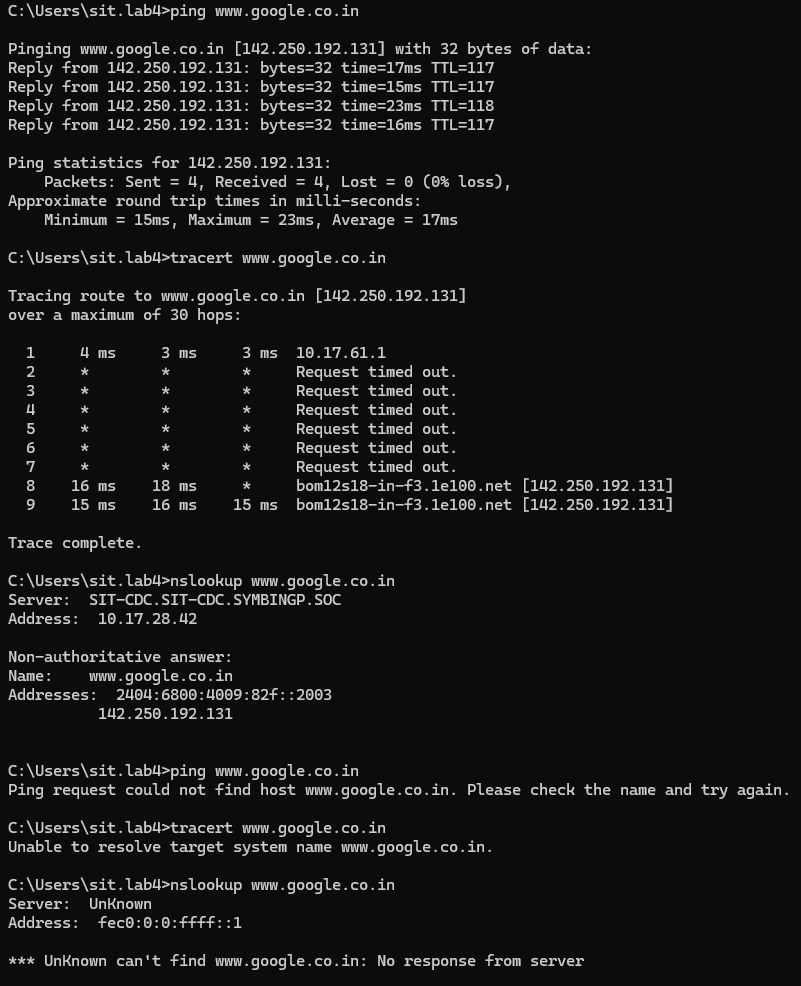 C:\Users\sit.lab4>ping www.google.co.in
Pinging www.google.co.in [142.250.192.131] with 32 bytes of data:
Reply from 142.250.192.131: bytes=32 time=17ms TTL=117
Reply from 142.250.192.131: bytes=32 time=15ms TTL=117
Reply from 142.250.192.131: bytes=32 time=23ms TTL=118
Reply from 142.250.192.131: bytes=32 time=16ms TTL=117
Ping statistics for 142.250.192.131:
    Packets: Sent = 4, Received = 4, Lost = 0 (0% loss),
Approximate round trip times in milli-seconds:
    Minimum = 15ms, Maximum = 23ms, Average = 17ms
C:\Users\sit.lab4>tracert www.google.co.in
Tracing route to www.google.co.in [142.250.192.131]
over a maximum of 30 hops:
  1     4 ms     3 ms     3 ms  10.17.61.1
  2     *        *        *     Request timed out.
  3     *        *        *     Request timed out.
  4     *        *        *     Request timed out.
  5     *        *        *     Request timed out.
  6     *        *        *     Request timed out.
  7     *        *        *     Request timed out.
  8    16 ms    18 ms     *     bom12s18-in-f3.1e100.net [142.250.192.131]
  9    15 ms    16 ms    15 ms  bom12s18-in-f3.1e100.net [142.250.192.131]
Trace complete.
C:\Users\sit.lab4>nslookup www.google.co.in
Server:  SIT-CDC.SIT-CDC.SYMBINGP.SOC
Address:  10.17.28.42
Non-authoritative answer:
Name:    www.google.co.in
Addresses:  2404:6800:4009:82f::2003
          142.250.192.131
C:\Users\sit.lab4>ping www.google.co.in
Ping request could not find host www.google.co.in. Please check the name and try again.
C:\Users\sit.lab4>tracert www.google.co.in
Unable to resolve target system name www.google.co.in.
C:\Users\sit.lab4>nslookup www.google.co.in
Server:  UnKnown
Address:  fec0:0:0:ffff::1
*** UnKnown can't find www.google.co.in: No response from server